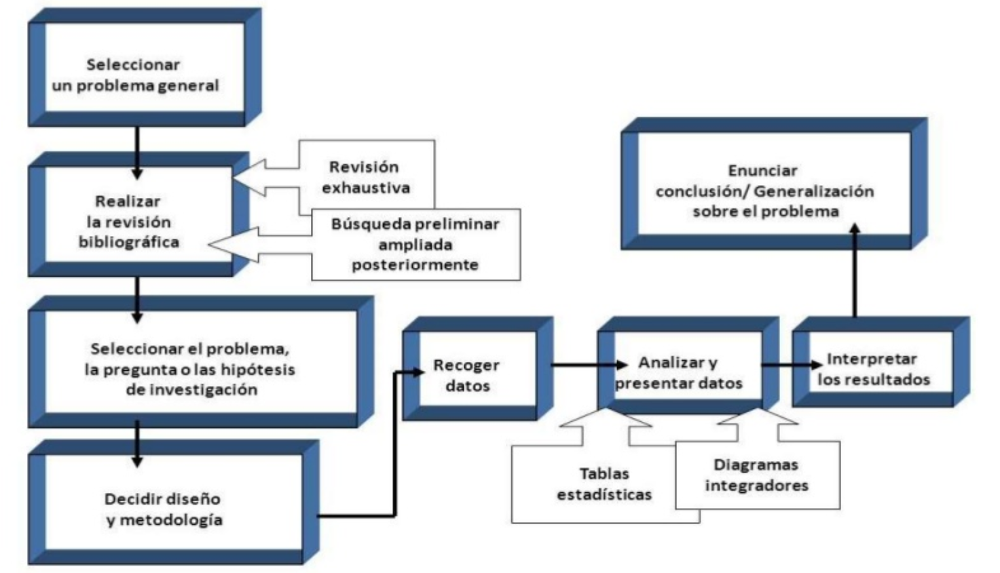 Seleccionar
un problema general
Realizar
la revisión
bibliográfica
Revisión
exhaustiva
Búsqueda preliminar
ampliada
posteriormente
Seleccionar el problema,
la pregunta o las hipótesis
de investigación
Decidir diseño
y metodología
Recoger
datos
Analizar y
presentar datos
Tablas
estadísticas
Diagramas
integradores
Interpretar
los resultados
Enunciar
conclusión/ Generalización
sobre el problema